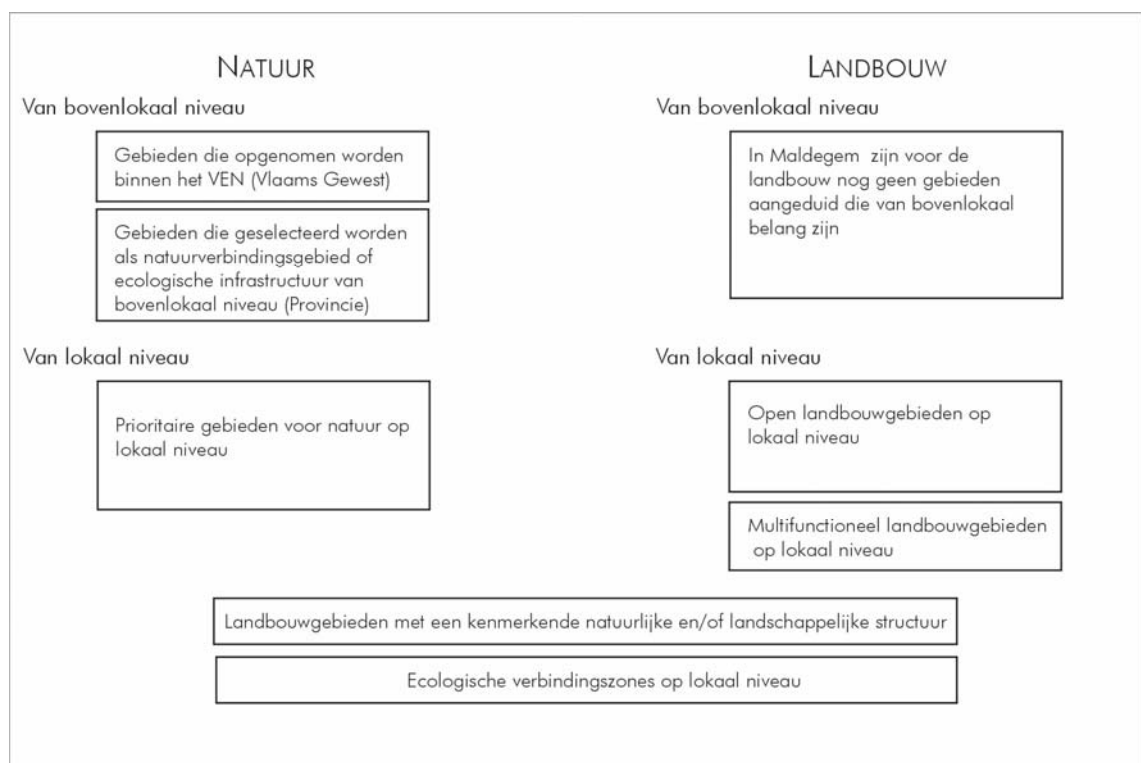 NATUUR
Van bovenlokaal niveau
Gebieden die opgenomen worden
binnen het VEN (Vlaams Gewest)
Gebieden die geselecteerd worden
als natuurverbindingsgebied of
ecologische infrastructuur van
bovenlokaal niveau (Provincie)
Van lokaal niveau
Prioritaire gebieden voor natuur op
lokaal niveau
LANDBOUW
Van bovenlokaal niveau
In Maldegem zijn voor de
landbouw nog geen gebieden
aangeduid die van bovenlokaal
belang zijn
Van lokaal niveau
Open landbouwgebieden op
lokaal niveau
Multifunctioneel landbouwgebieden
op lokaal niveau
Landbouwgebieden met een kenmerkende natuurlijke en/of landschappelijke structuur
Ecologische verbindingszones op lokaal niveau